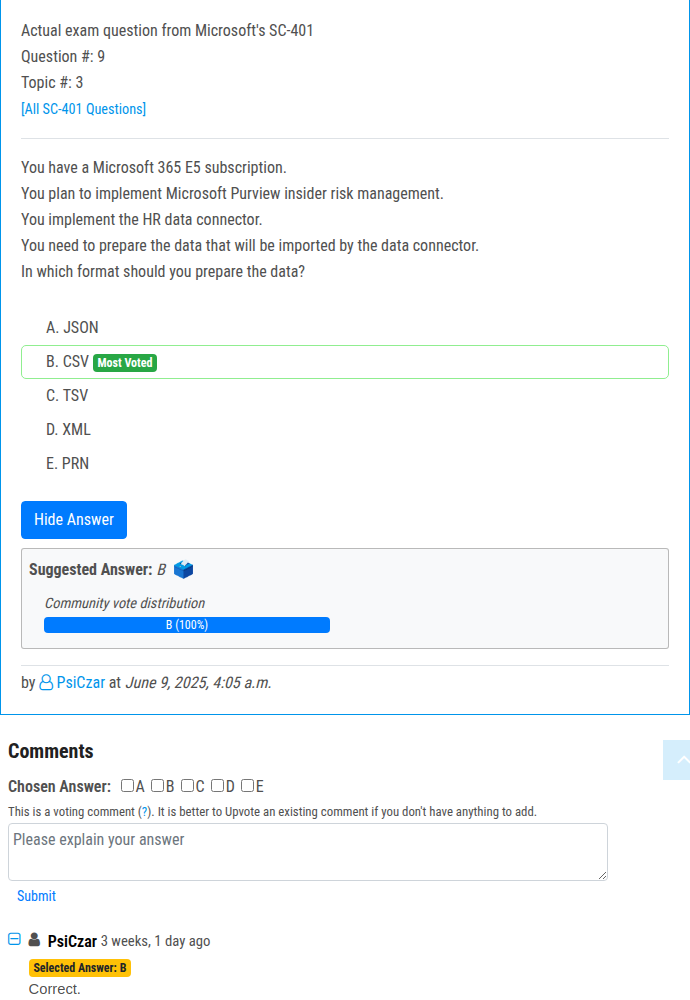 Actual exam question from Microsoft's SC-401
Question #: 9
Topic #: 3
[All SC-401 Questions]
You have a Microsoft 365 E5 subscription.
You plan to implement Microsoft Purview insider risk management.
You implement the HR data connector.
You need to prepare the data that will be imported by the data connector.
In which format should you prepare the data?
A. JSON
B. CSV Most Voted
C. TSV
D. XML
E. PRN
Hide Answer
Suggested Answer: B
Community vote distribution
B (100%)
by PsiCzar at June 9, 2025, 4:05 a.m.
Comments
Chosen Answer: A B C D E
This is a voting comment (?). It is better to Upvote an existing comment if you don't have anything to add.
Please explain your answer
Submit
PsiCzar 3 weeks, 1 day ago
Selected Answer: B
Correct.